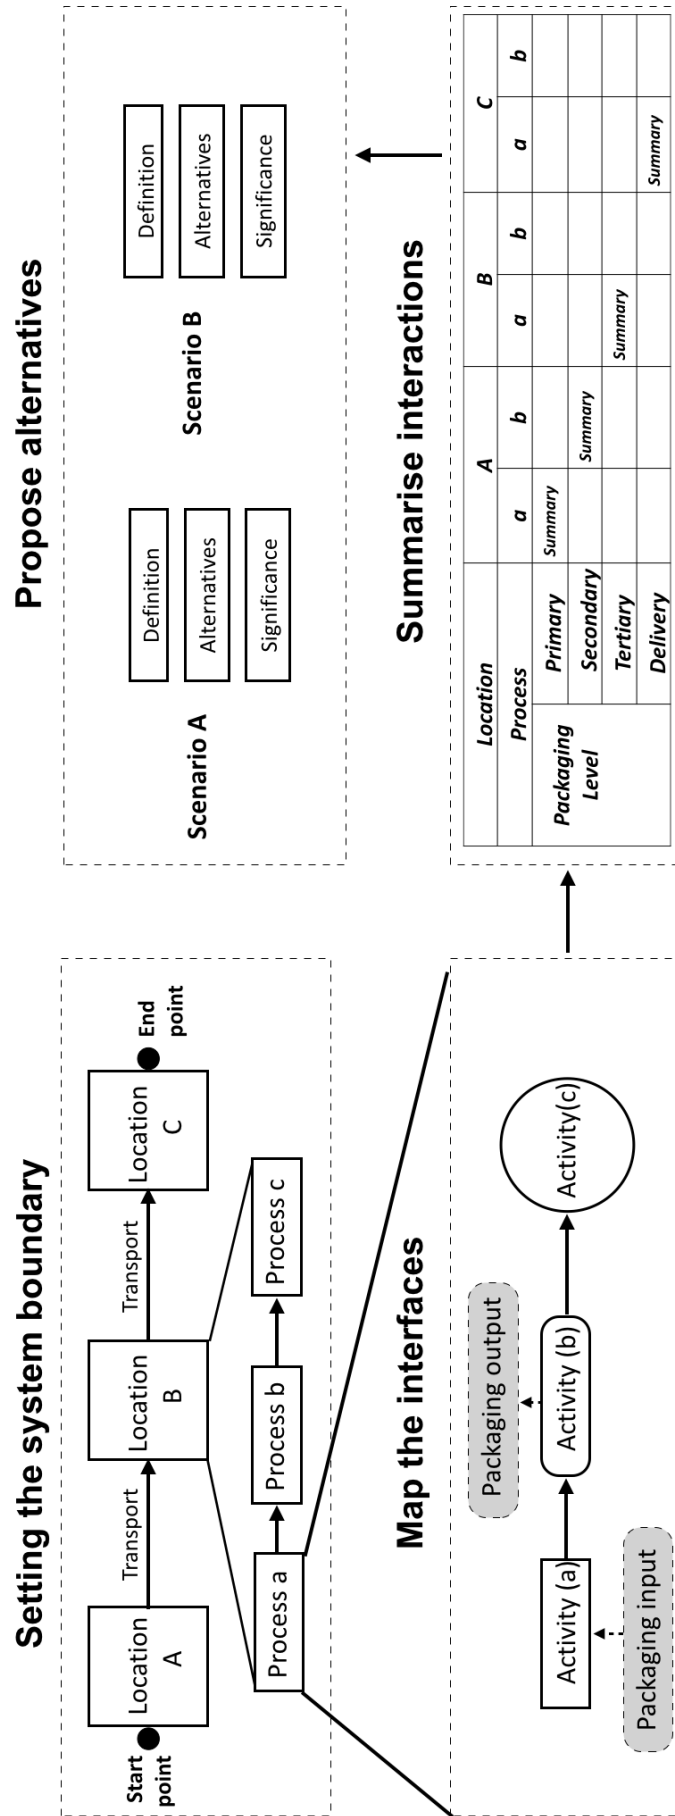 Setting the system boundary
Start
point
Location
A
Transport
Location
B
Transport
Location
C
End
point
Process a
Process b
Process c
Map the interfaces
Packaging input
Activity (a)
Activity (b)
Packaging output
Activity(c)
Summarise interactions
Location A B C
Process a b a b a b
Packaging
Level
Primary Summary
Secondary Summary
Tertiary Summary
Delivery Summary
Propose alternatives
Scenario A
Definition
Alternatives
Significance
Scenario B
Definition
Alternatives
Significance